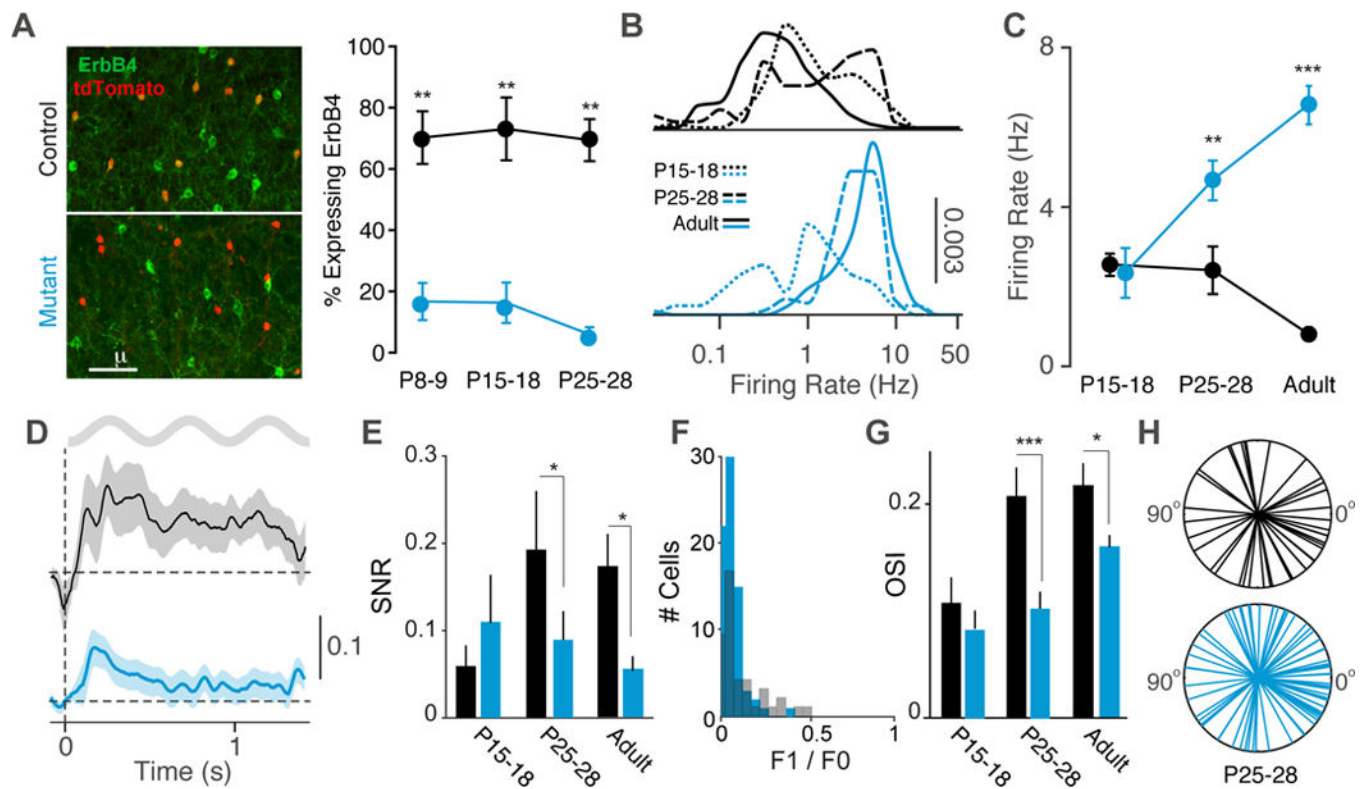 A
ErbB4
tdTomato
Control
Mutant
μ
% Expressing ErbB4
100
80
60
40
20
0
**
**
**
P8-9
P15-18
P25-28
B
P15-18
P25-28
Adult
0.003
0.1
1
10
50
Firing Rate (Hz)
C
Firing Rate (Hz)
8
4
0
**
***
P15-18
P25-28
Adult
D
0.1
0
1
Time (s)
E
SNR
0.3
0.2
0.1
0
*
*
P15-18
P25-28
Adult
F
# Cells
30
20
10
0
0
0.5
1
F1 / F0
G
OSI
0.2
0
***
*
P15-18
P25-28
Adult
H
90°
0°
90°
0°
P25-28